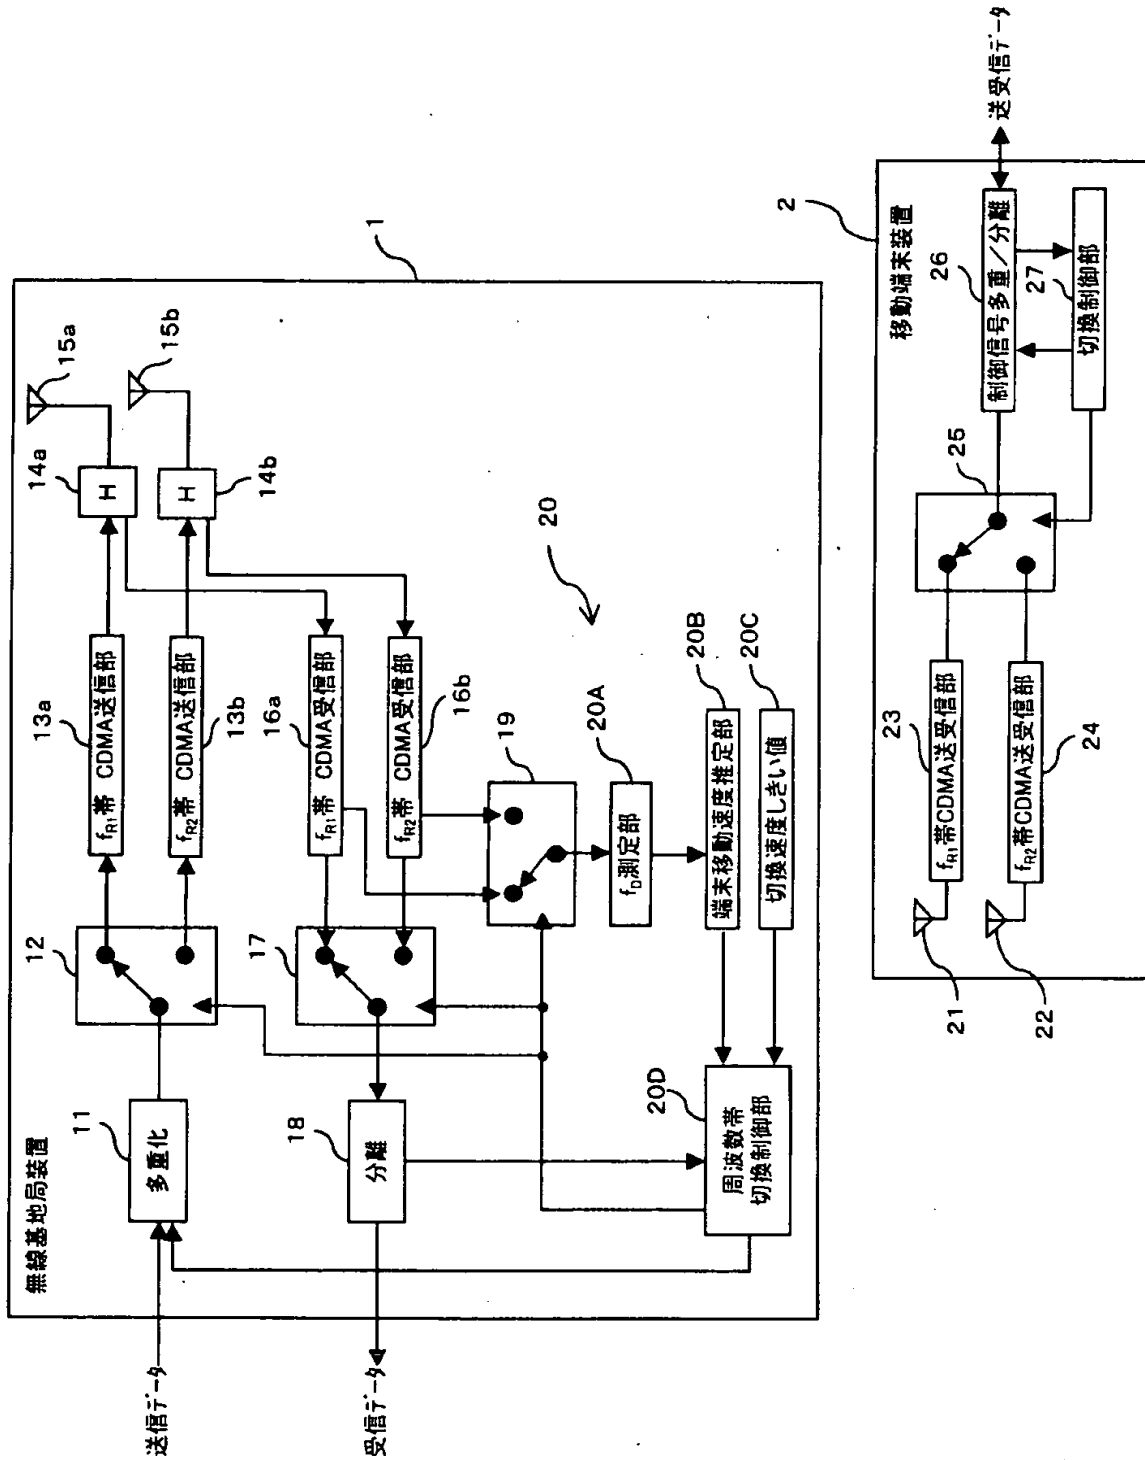 無線基地局装置
1
送信データ
11
多重化
12
13a
f_R1帯 CDMA送信部
f_R2帯 CDMA送信部
13b
14a
H
H
14b
15a
15b
受信データ
18
分離
17
16a
f_R1帯 CDMA受信部
f_R2帯 CDMA受信部
16b
19
20
20A
f_D測定部
20B
端末移動速度推定部
20C
切換速度しきい値
20D
周波数帯
切換制御部
2
移動端末装置
21
22
23
f_R1帯CDMA送受信部
f_R2帯CDMA送受信部
24
25
26
制御信号多重/分離
27
切換制御部
送受信データ